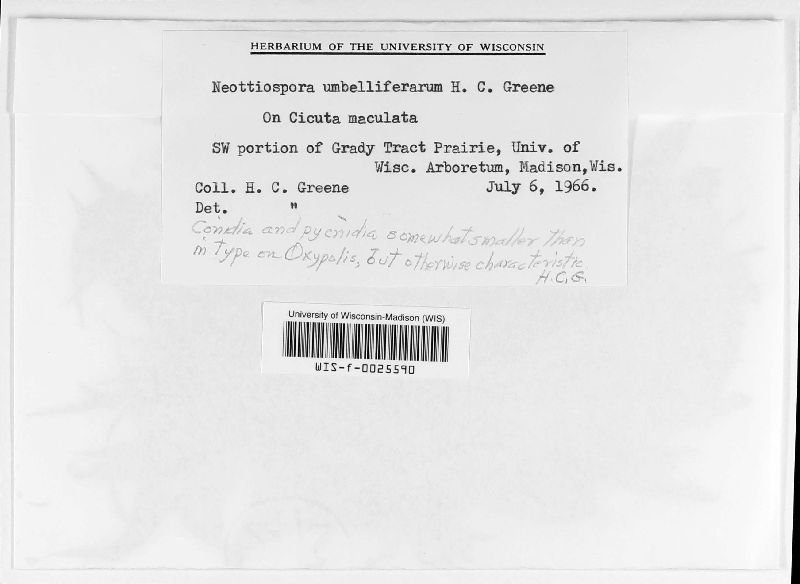 HERBARIUM OF THE UNIVERSITY OF WISCONSIN
Neottiospora umbelliferarum H. C. Greene
On Cicuta maculata
SW portion of Grady Tract Prairie, Univ. of
Wisc. Arboretum, Madison,Wis.
Coll. H. C. Greene July 6, 1966.
Det. "
Conidia and pycnidia somewhat smaller than
in type on Oxypolis, but otherwise characteristic
H.C.G.
University of Wisconsin-Madison (WIS)
WIS-f-0025590